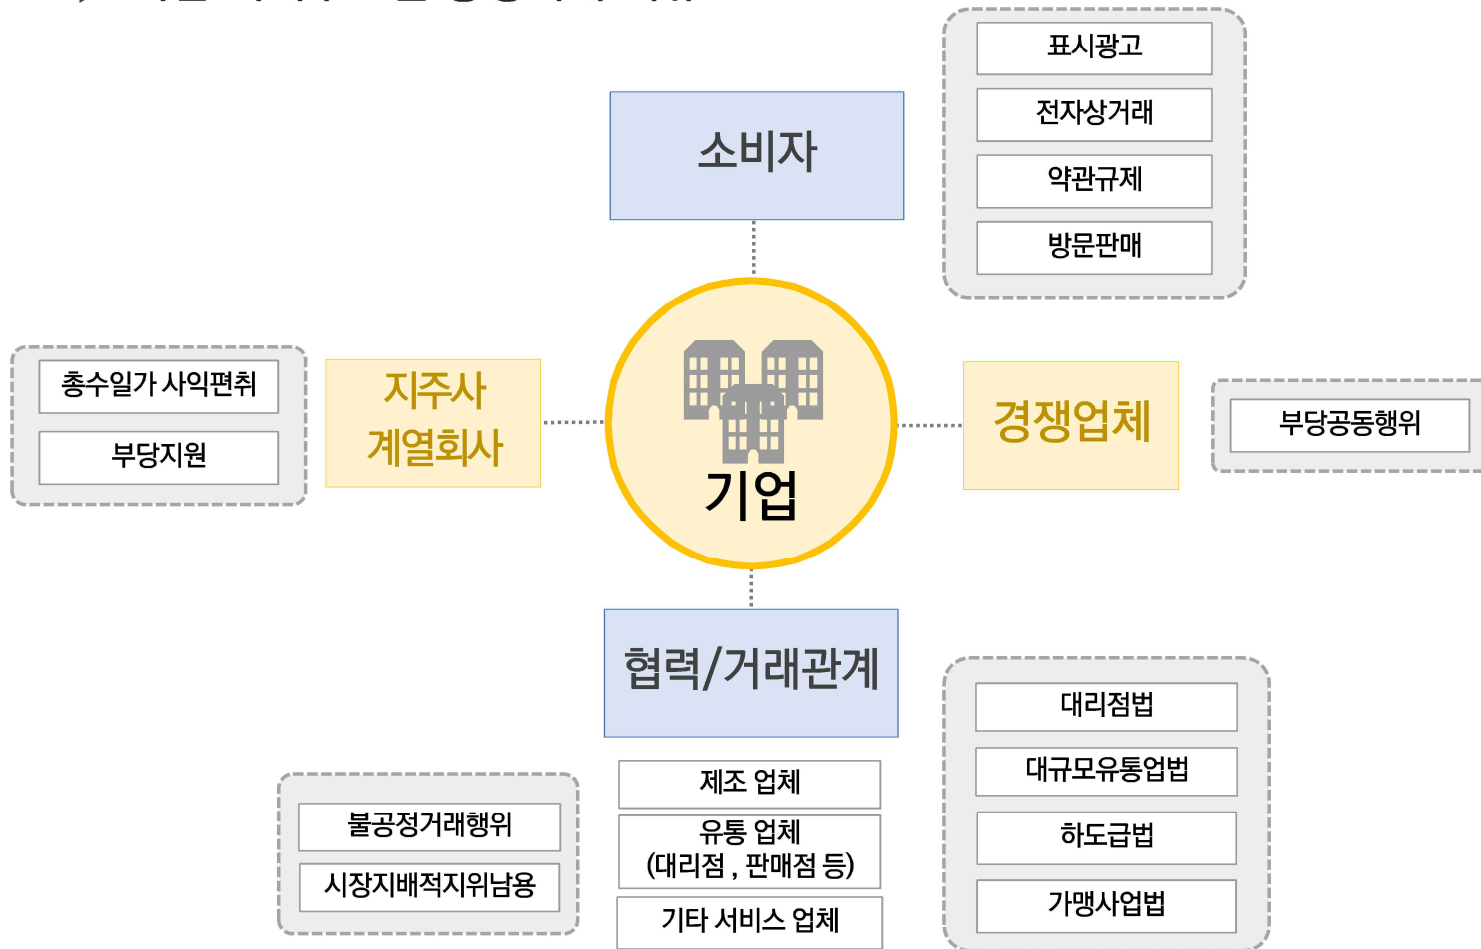 표시광고
전자상거래
약관규제
방문판매
소비자
총수일가 사익편취
부당지원
지주사
계열회사
기업
경쟁업체
부당공동행위
협력/거래관계
제조 업체
유통 업체
(대리점 , 판매점 등)
기타 서비스 업체
불공정거래행위
시장지배적지위남용
대리점법
대규모유통업법
하도급법
가맹사업법